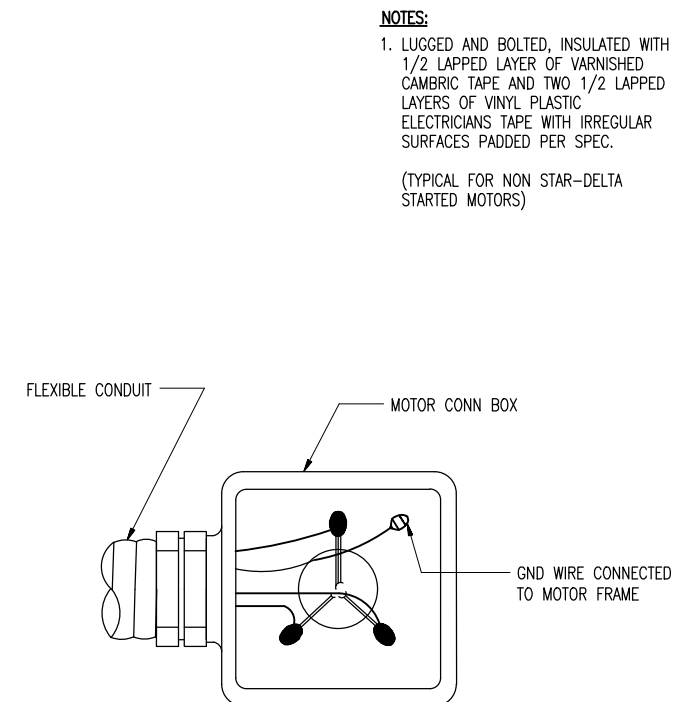 NOTES:
1. LUGGED AND BOLTED, INSULATED WITH
1/2 LAPPED LAYER OF VARNISHED
CAMBRIC TAPE AND TWO 1/2 LAPPED
LAYERS OF VINYL PLASTIC
ELECTRICIANS TAPE WITH IRREGULAR
SURFACES PADDED PER SPEC.
(TYPICAL FOR NON STAR-DELTA
STARTED MOTORS)
FLEXIBLE CONDUIT
MOTOR CONN BOX
GND WIRE CONNECTED
TO MOTOR FRAME